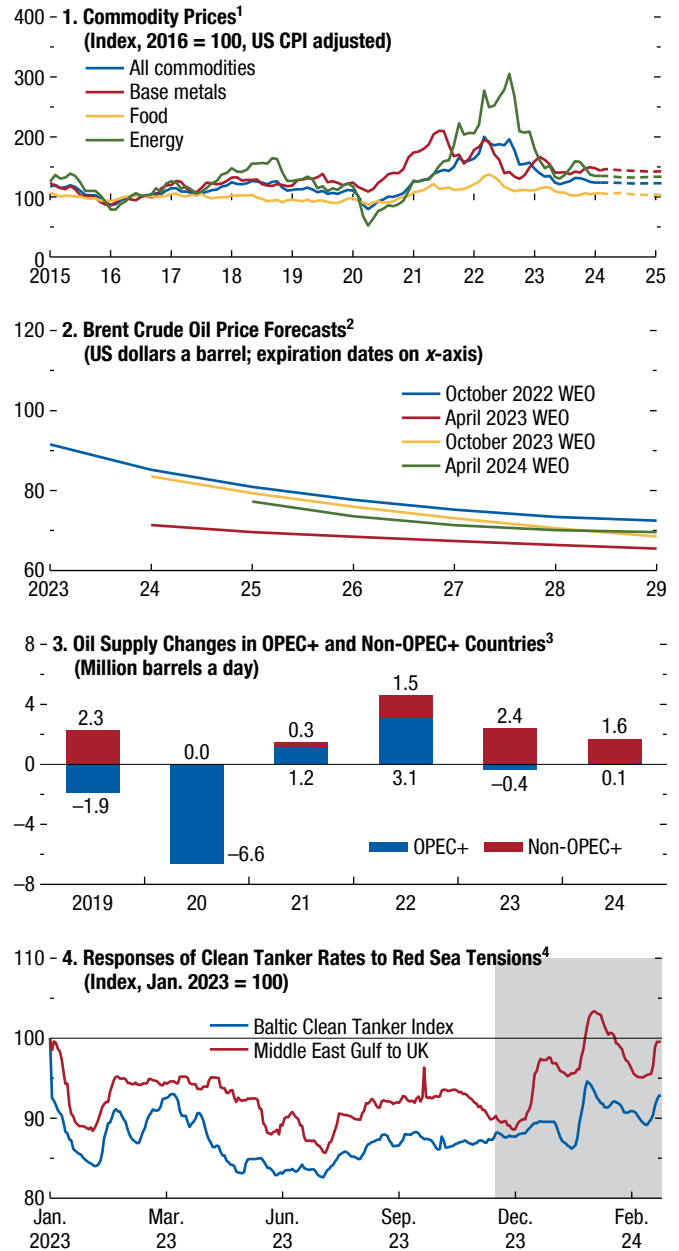 1. Commodity Prices1
(Index, 2016 = 100, US CPI adjusted)
All commodities
Base metals
Food
Energy
400
300
200
100
0
2015 16 17 18 19 20 21 22 23 24 25
2. Brent Crude Oil Price Forecasts2
(US dollars a barrel; expiration dates on x-axis)
October 2022 WEO
April 2023 WEO
October 2023 WEO
April 2024 WEO
120
100
80
60
2023 24 25 26 27 28 29
3. Oil Supply Changes in OPEC+ and Non-OPEC+ Countries3
(Million barrels a day)
8
4
0
–4
–8
2.3 0.0 0.3 1.5 2.4 1.6
–1.9 –6.6 1.2 3.1 –0.4 0.1
OPEC+ Non-OPEC+
2019 20 21 22 23 24
4. Responses of Clean Tanker Rates to Red Sea Tensions4
(Index, Jan. 2023 = 100)
Baltic Clean Tanker Index
Middle East Gulf to UK
110
100
90
80
Jan. Mar. Jun. Sep. Dec. Feb.
2023 23 23 23 23 24